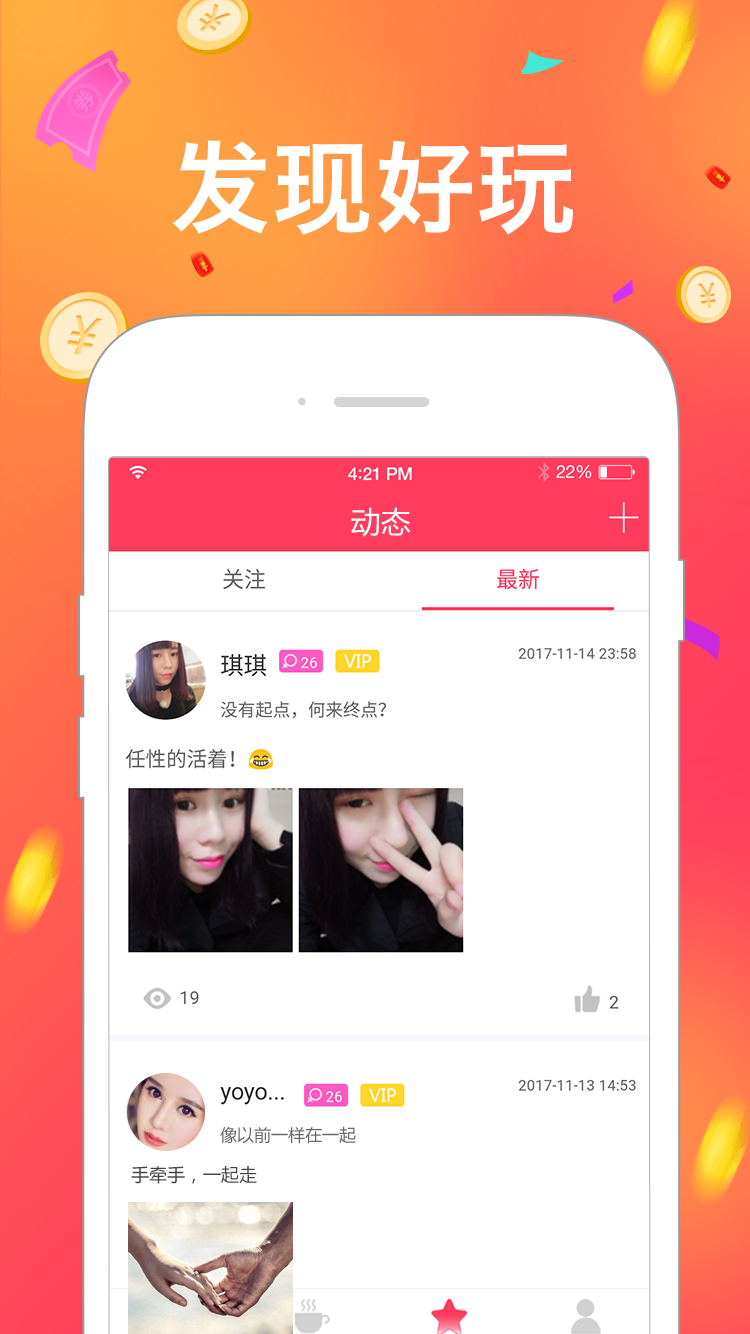 券
发现好玩
4:21 PM
22%
动态
关注
最新
琪琪
26
VIP
2017-11-14 23:58
没有起点，何来终点?
任性的活着！😂
19
2
yoyo...
26
VIP
2017-11-13 14:53
像以前一样在一起
手牵手，一起走